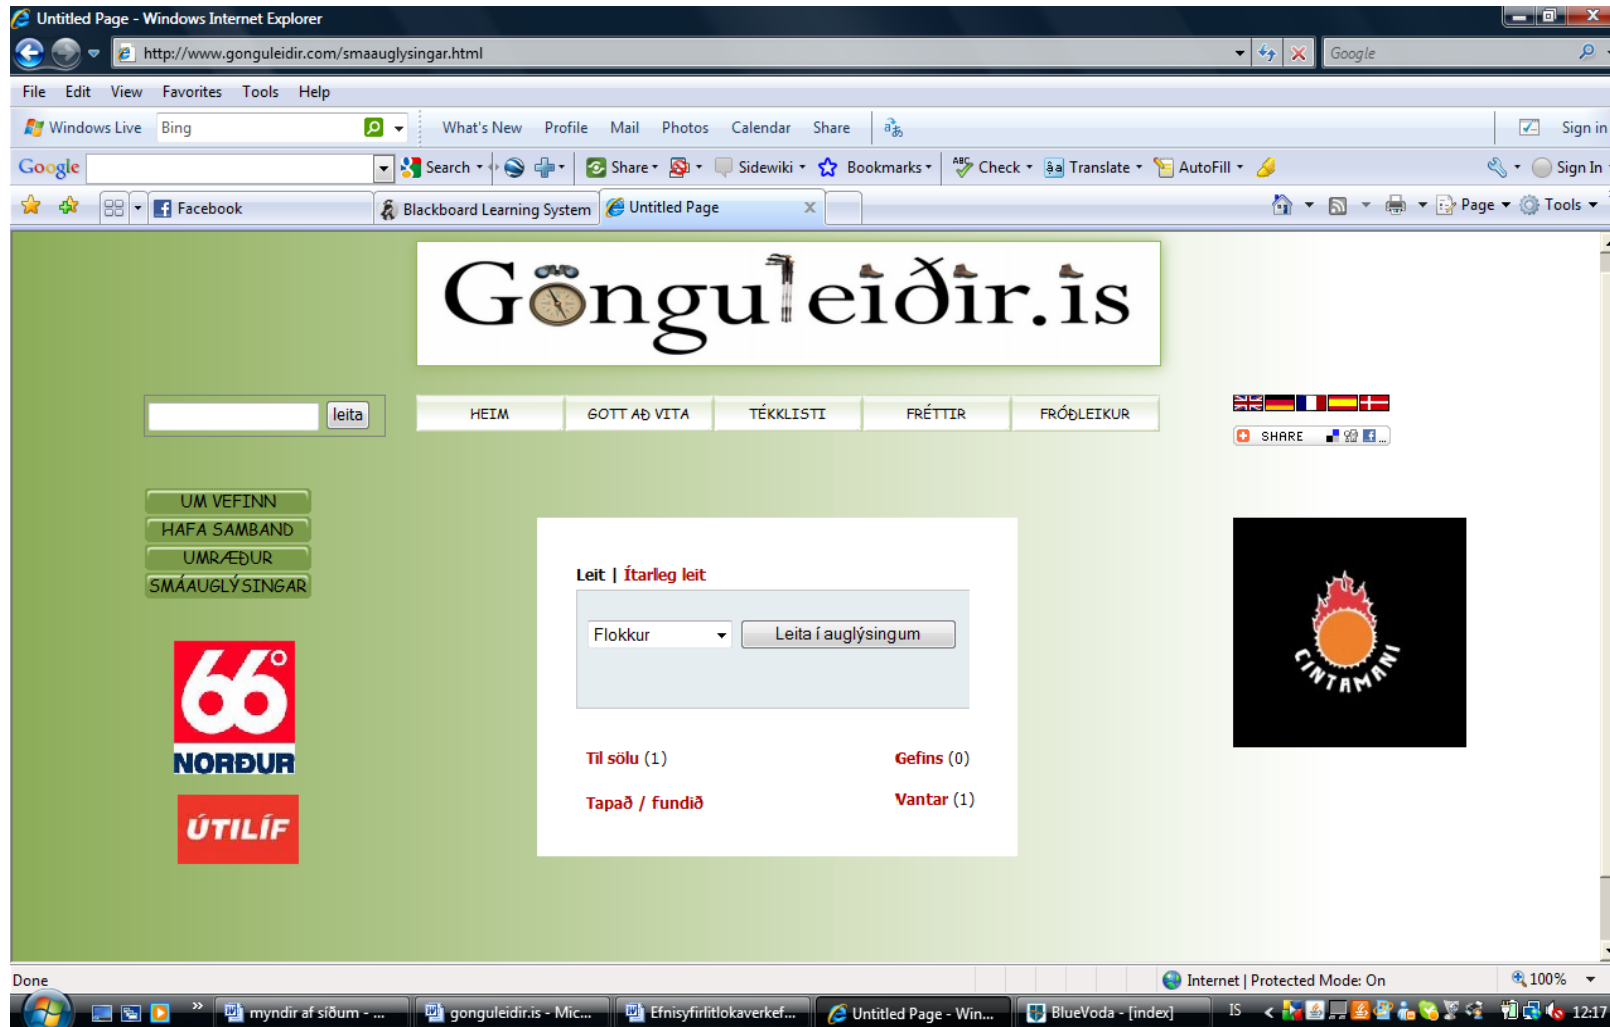 Untitled Page - Windows Internet Explorer
http://www.gonguleidir.com/smaauglysingar.html
Google
File Edit View Favorites Tools Help
Windows Live Bing What's New Profile Mail Photos Calendar Share Sign in
Google Search Share Sidewiki Bookmarks Check Translate AutoFill Sign In
Facebook Blackboard Learning System Untitled Page Page Tools
Gönguleiðir.is
leita HEIM GOTT AÐ VITA TÉKKLISTI FRÉTTIR FRÓÐLEIKUR
SHARE
UM VEFINN
HAFA SAMBAND
UMRÆÐUR
SMÁAUGLÝSINGAR
Leit | Ítarleg leit
Flokkur Leita í auglýsingum
66°
NORÐUR
CINTAMANI
Til sölu (1) Gefins (0)
Tapað / fundið Vantar (1)
ÚTILÍF
Done Internet | Protected Mode: On 100%
myndir af síðum - ... gonguleidir.is - Mic... Efnisyfirlitlokaverkef... Untitled Page - Win... BlueVoda - [index] IS 12:17